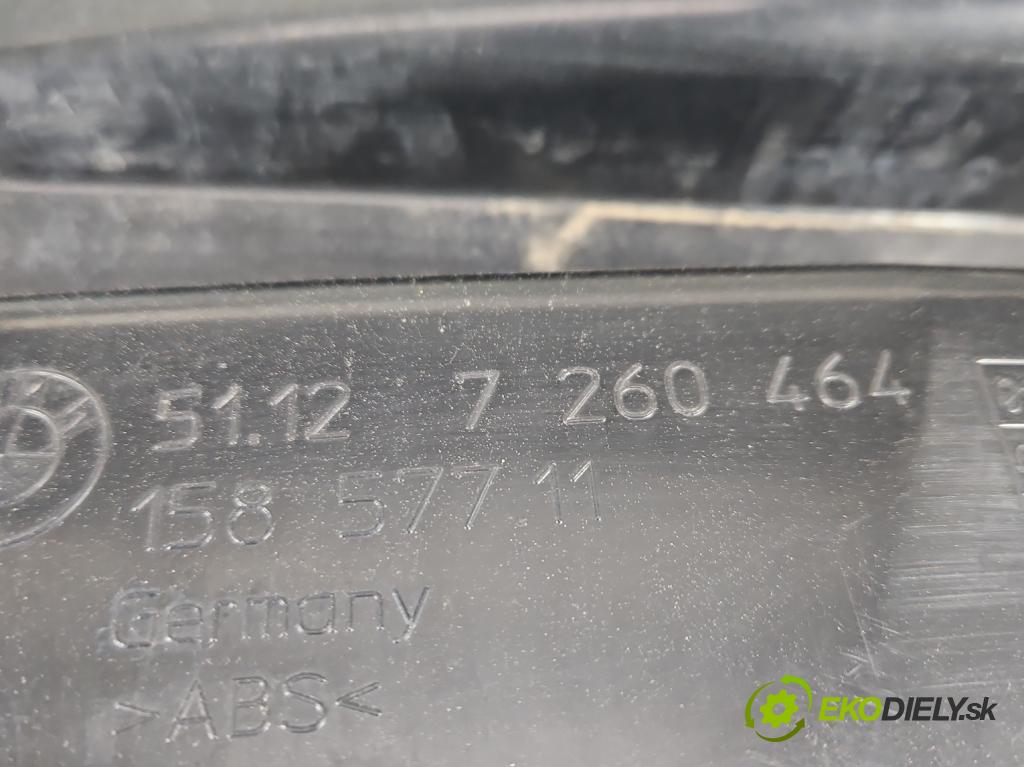 51.12 7 260 464
158 577 11
Germany
>ABS<
EKODIELY.sk